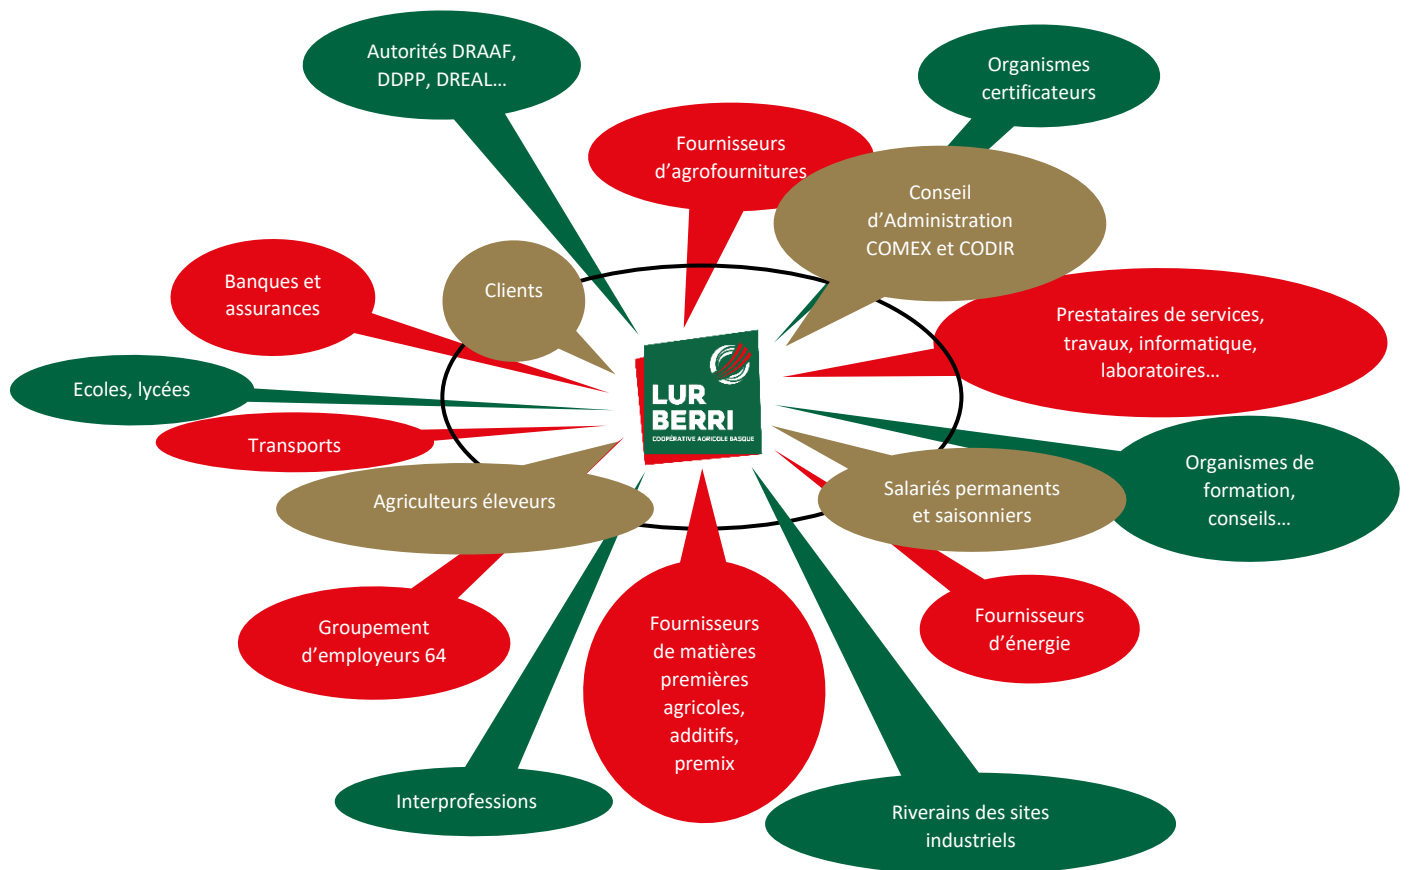 Autorités DRAAF,
DDPP, DREAL…
Organismes
certificateurs
Fournisseurs
d’agrofournitures
Conseil
d’Administration
COMEX et CODIR
Clients
Banques et
assurances
Prestataires de services,
travaux, informatique,
laboratoires…
Ecoles, lycées
LUR
BERRI
COOPÉRATIVE AGRICOLE BASQUE
Transports
Agriculteurs éleveurs
Salariés permanents
et saisonniers
Organismes de
formation,
conseils…
Groupement
d’employeurs 64
Fournisseurs
de matières
premières
agricoles,
additifs,
premix
Fournisseurs
d’énergie
Interprofessions
Riverains des sites
industriels